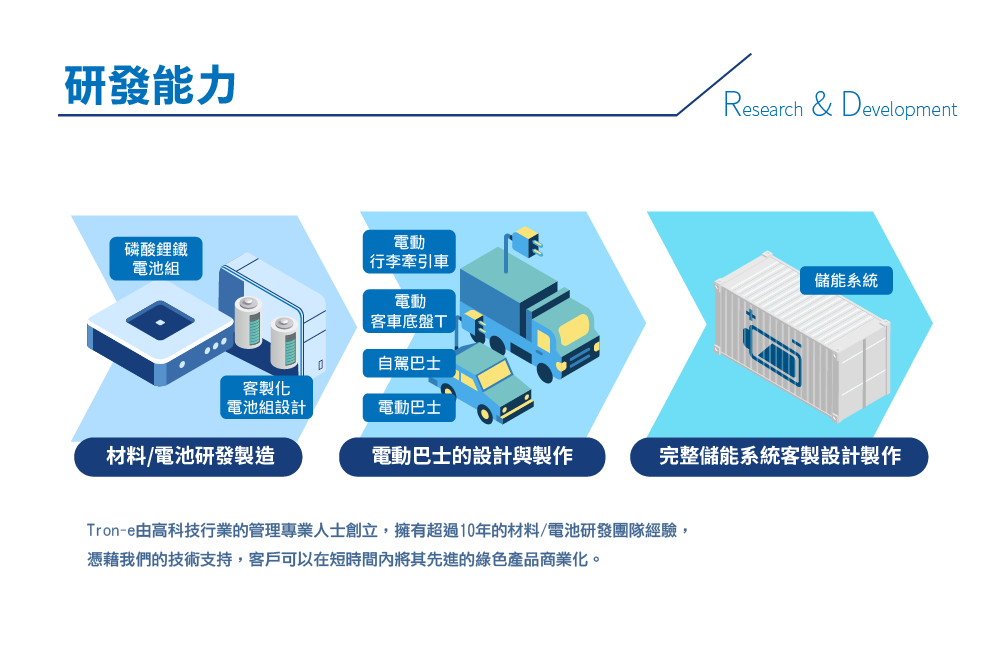 研發能力
Research & Development
磷酸鋰鐵
電池組
客製化
電池組設計
材料/電池研發製造
電動
行李牽引車
電動
客車底盤T
自駕巴士
電動巴士
電動巴士的設計與製作
儲能系統
+
-
完整儲能系統客製設計製作
Tron-e由高科技行業的管理專業人士創立，擁有超過10年的材料/電池研發團隊經驗，
憑藉我們的技術支持，客戶可以在短時間內將其先進的綠色產品商業化。